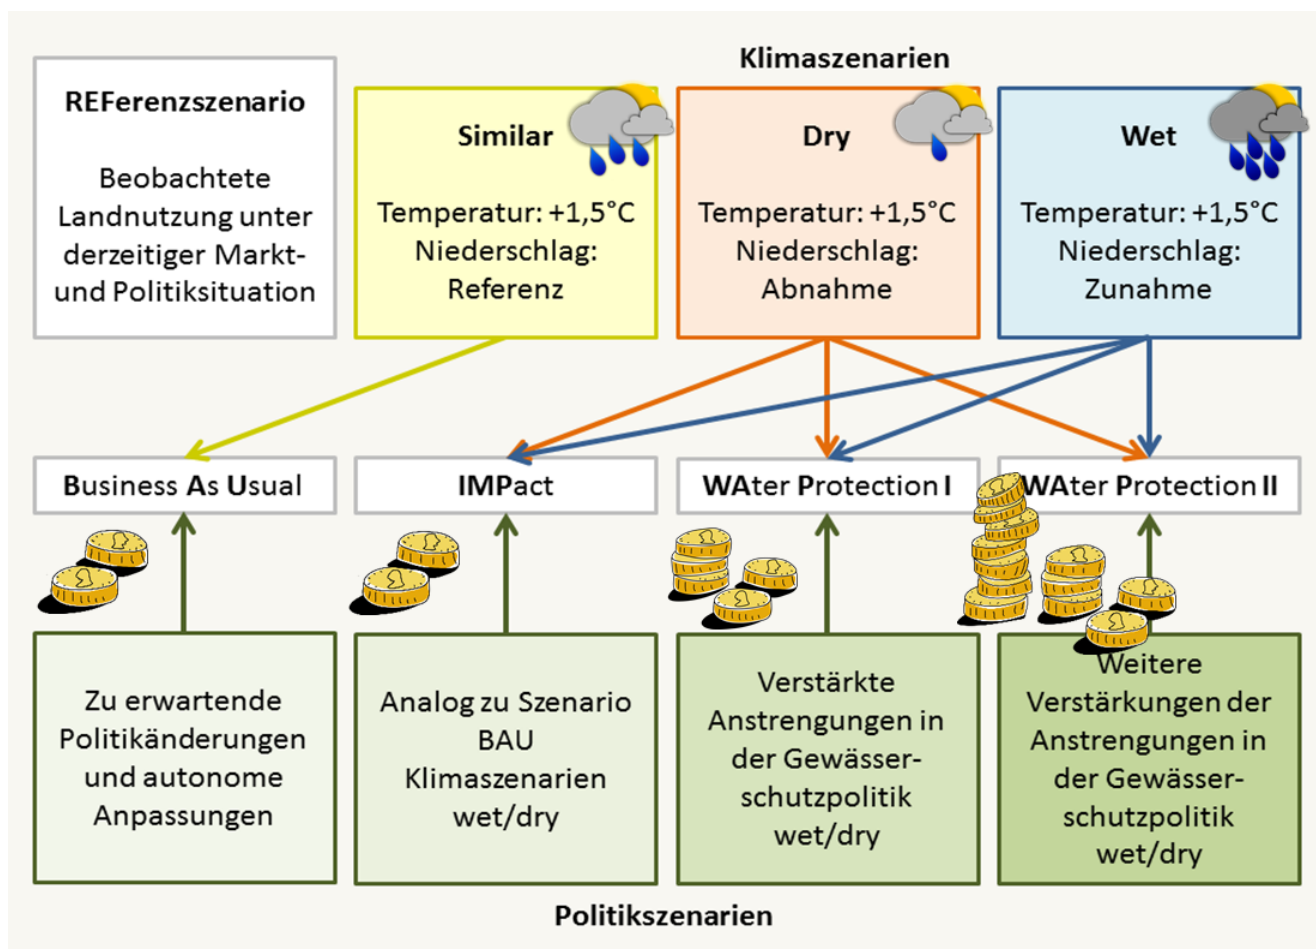 Klimaszenarien
REFerenzszenario
Beobachtete
Landnutzung unter
derzeitiger Markt-
und Politiksituation
Similar
Temperatur: +1,5°C
Niederschlag:
Referenz
Dry
Temperatur: +1,5°C
Niederschlag:
Abnahme
Wet
Temperatur: +1,5°C
Niederschlag:
Zunahme
Business As Usual
IMPact
WAter Protection I
WAter Protection II
Zu erwartende
Politikänderungen
und autonome
Anpassungen
Analog zu Szenario
BAU
Klimaszenarien
wet/dry
Verstärkte
Anstrengungen in
der Gewässer-
schutzpolitik
wet/dry
Weitere
Verstärkungen der
Anstrengungen in
der Gewässer-
schutzpolitik
wet/dry
Politikszenarien